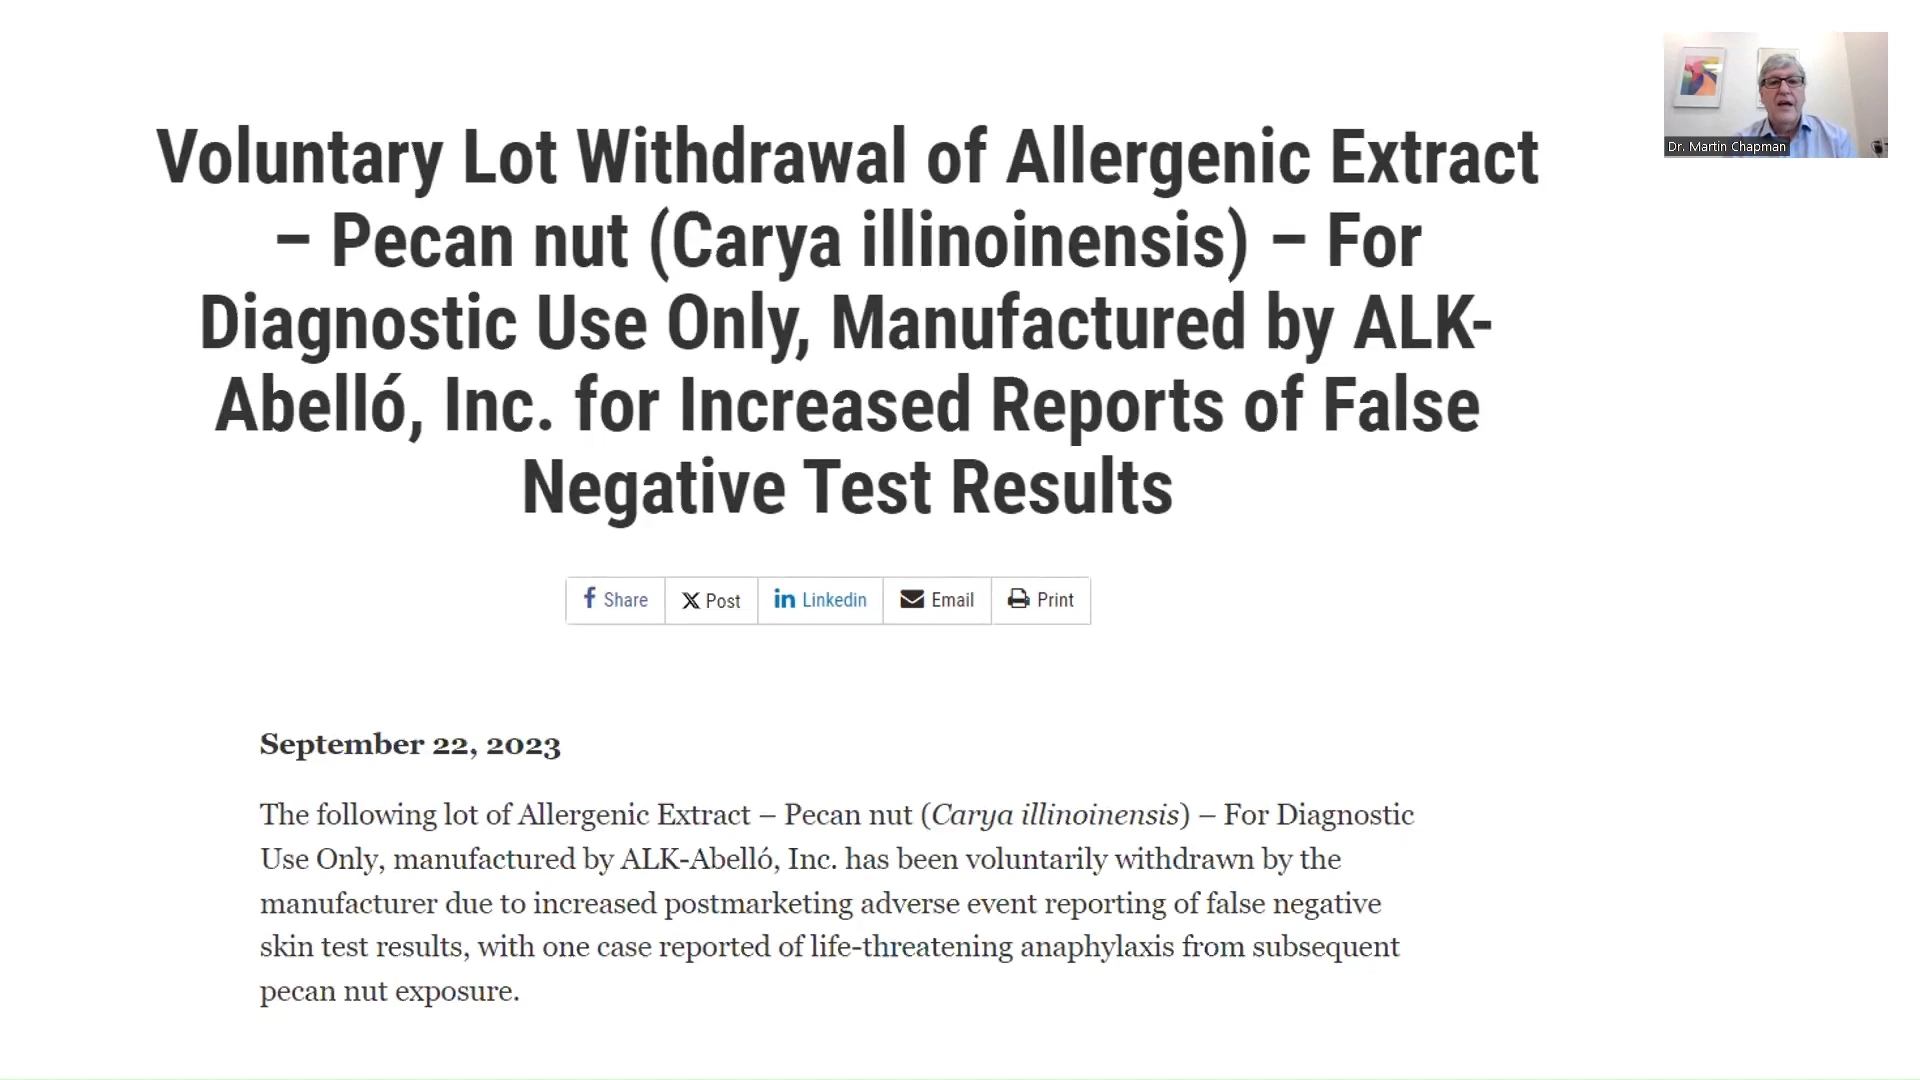 Voluntary Lot Withdrawal of Allergenic Extract
– Pecan nut (Carya illinoinensis) – For
Diagnostic Use Only, Manufactured by ALK-
Abelló, Inc. for Increased Reports of False
Negative Test Results
Share Post Linkedin Email Print
September 22, 2023
The following lot of Allergenic Extract – Pecan nut (Carya illinoinensis) – For Diagnostic
Use Only, manufactured by ALK-Abelló, Inc. has been voluntarily withdrawn by the
manufacturer due to increased postmarketing adverse event reporting of false negative
skin test results, with one case reported of life-threatening anaphylaxis from subsequent
pecan nut exposure.
Dr. Martin Chapman